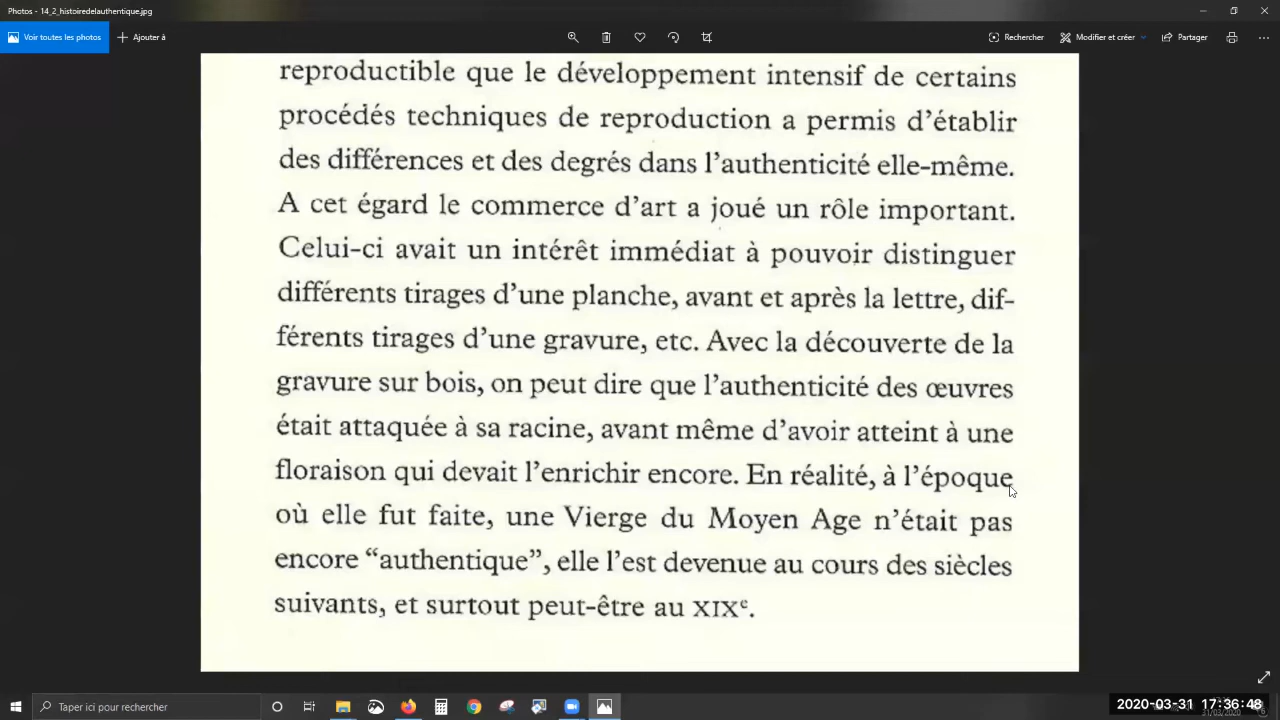 Photos - 14_2_histoiredelauthentique.jpg
Voir toutes les photos
Ajouter à
Rechercher
Modifier et créer
Partager
reproductible que le développement intensif de certains
procédés techniques de reproduction a permis d’établir
des différences et des degrés dans l’authenticité elle-même.
A cet égard le commerce d’art a joué un rôle important.
Celui-ci avait un intérêt immédiat à pouvoir distinguer
différents tirages d’une planche, avant et après la lettre, dif-
férents tirages d’une gravure, etc. Avec la découverte de la
gravure sur bois, on peut dire que l’authenticité des œuvres
était attaquée à sa racine, avant même d’avoir atteint à une
floraison qui devait l’enrichir encore. En réalité, à l’époque
où elle fut faite, une Vierge du Moyen Age n’était pas
encore “authentique”, elle l’est devenue au cours des siècles
suivants, et surtout peut-être au XIXᵉ.
Taper ici pour rechercher
2020-03-31 17:36:48